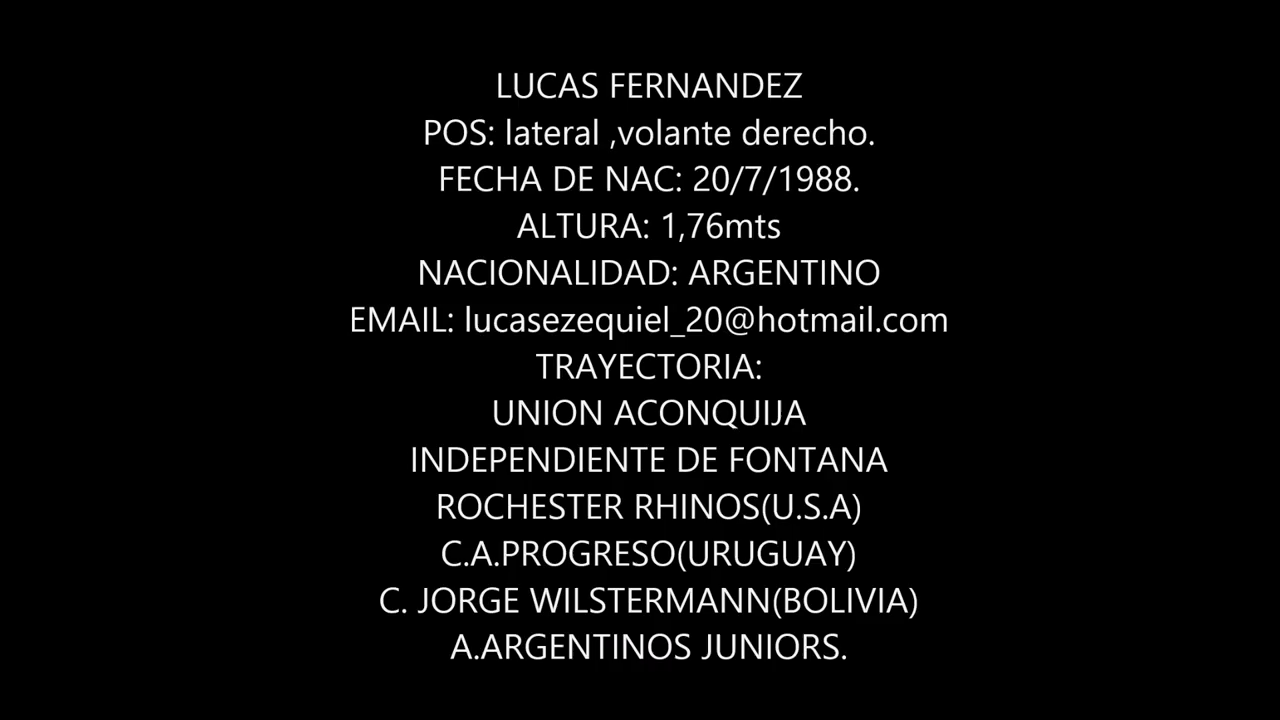 LUCAS FERNANDEZ
POS: lateral ,volante derecho.
FECHA DE NAC: 20/7/1988.
ALTURA: 1,76mts
NACIONALIDAD: ARGENTINO
EMAIL: lucasezequiel_20@hotmail.com
TRAYECTORIA:
UNION ACONQUIJA
INDEPENDIENTE DE FONTANA
ROCHESTER RHINOS(U.S.A)
C.A.PROGRESO(URUGUAY)
C. JORGE WILSTERMANN(BOLIVIA)
A.ARGENTINOS JUNIORS.